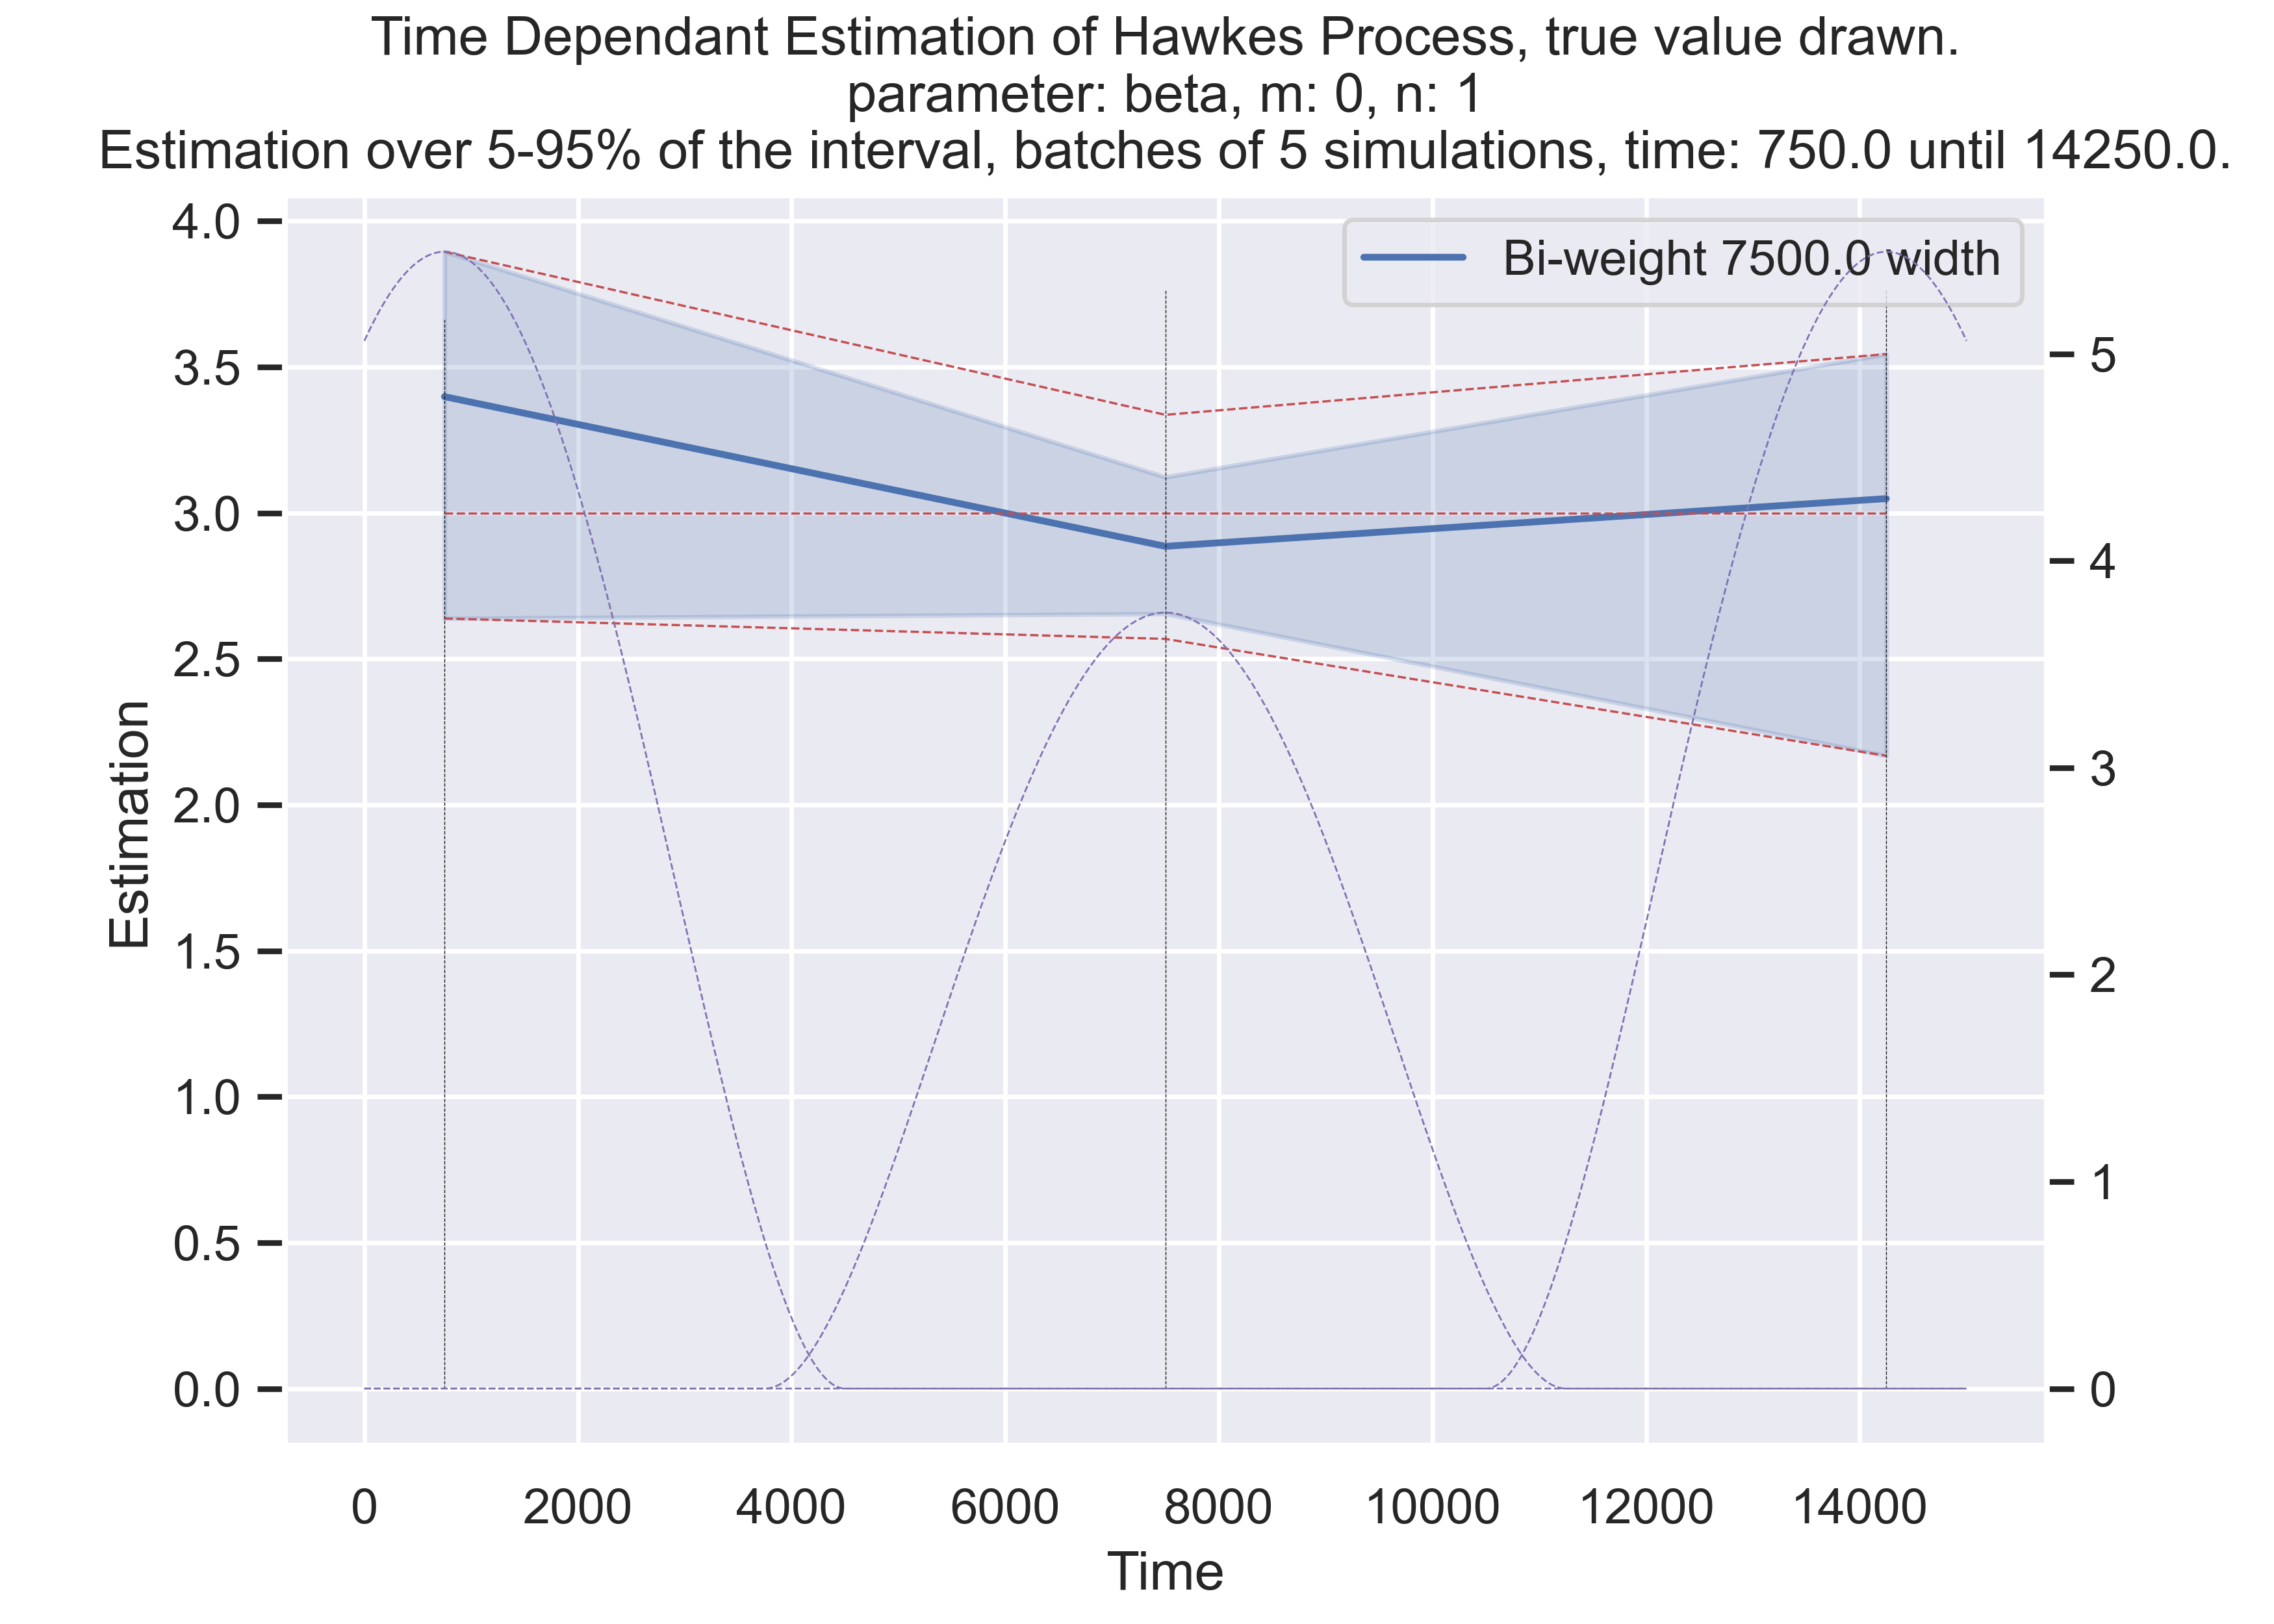 Time Dependant Estimation of Hawkes Process, true value drawn.
parameter: beta, m: 0, n: 1
Estimation over 5-95% of the interval, batches of 5 simulations, time: 750.0 until 14250.0.
Bi-weight 7500.0 width
4.0
3.5
3.0
2.5
2.0
1.5
1.0
0.5
0.0
Estimation
5
4
3
2
1
0
0 2000 4000 6000 8000 10000 12000 14000
Time